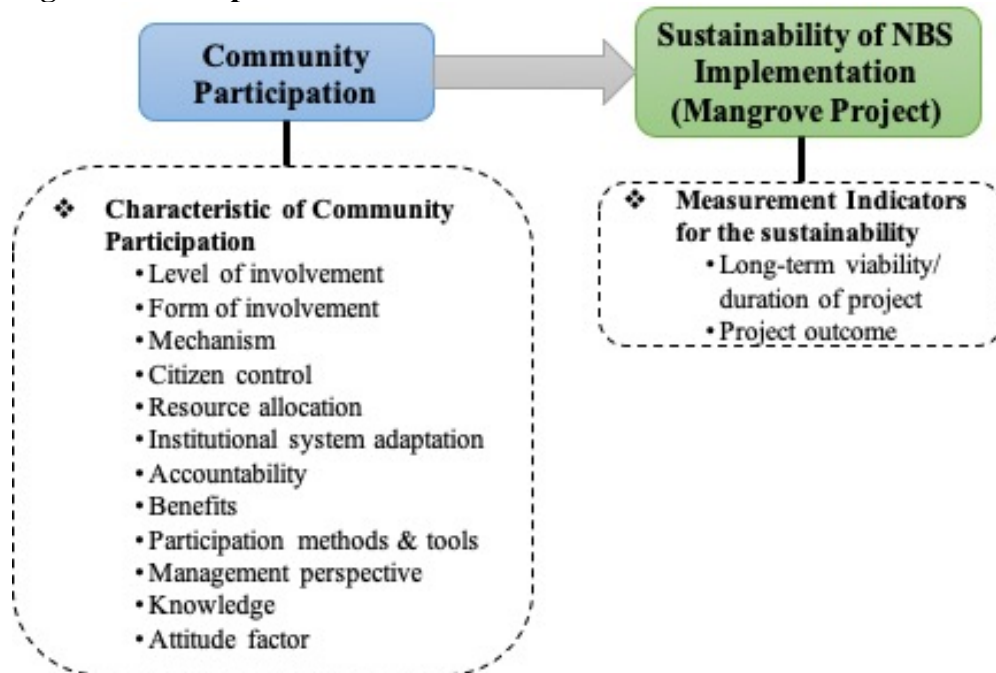 Community
Participation
Sustainability of NBS
Implementation
(Mangrove Project)
❖ Characteristic of Community
Participation
• Level of involvement
• Form of involvement
• Mechanism
• Citizen control
• Resource allocation
• Institutional system adaptation
• Accountability
• Benefits
• Participation methods & tools
• Management perspective
• Knowledge
• Attitude factor
❖ Measurement Indicators
for the sustainability
• Long-term viability/
duration of project
• Project outcome